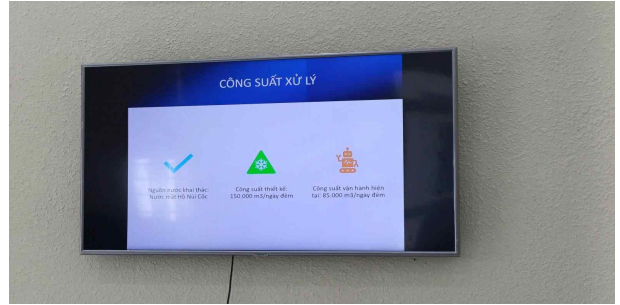 CÔNG SUẤT XỬ LÝ
Nguồn nước khai thác:
Nước mặt Hồ Núi Cốc
Công suất thiết kế:
150.000 m3/ngày đêm
Công suất vận hành hiện
tại: 85.000 m3/ngày đêm